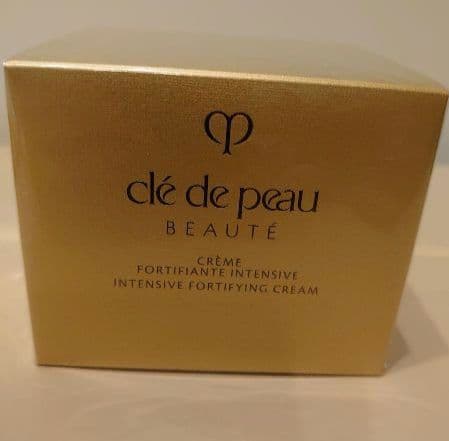 clé de peau
BEAUTÉ
CRÈME
FORTIFIANTE INTENSIVE
INTENSIVE FORTIFYING CREAM